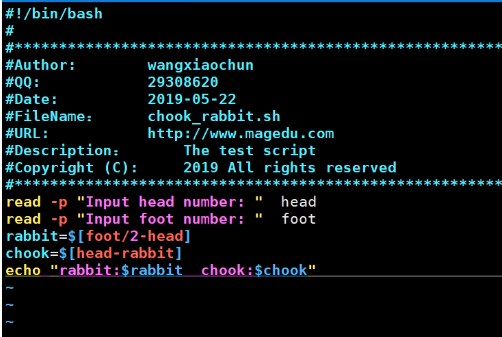 #!/bin/bash
#
#********************************************************
#Author: wangxiaochun
#QQ: 29308620
#Date: 2019-05-22
#FileName： chook_rabbit.sh
#URL: http://www.magedu.com
#Description： The test script
#Copyright (C): 2019 All rights reserved
#********************************************************
read -p "Input head number: " head
read -p "Input foot number: " foot
rabbit=$[foot/2-head]
chook=$[head-rabbit]
echo "rabbit:$rabbit  chook:$chook"
~
~
~